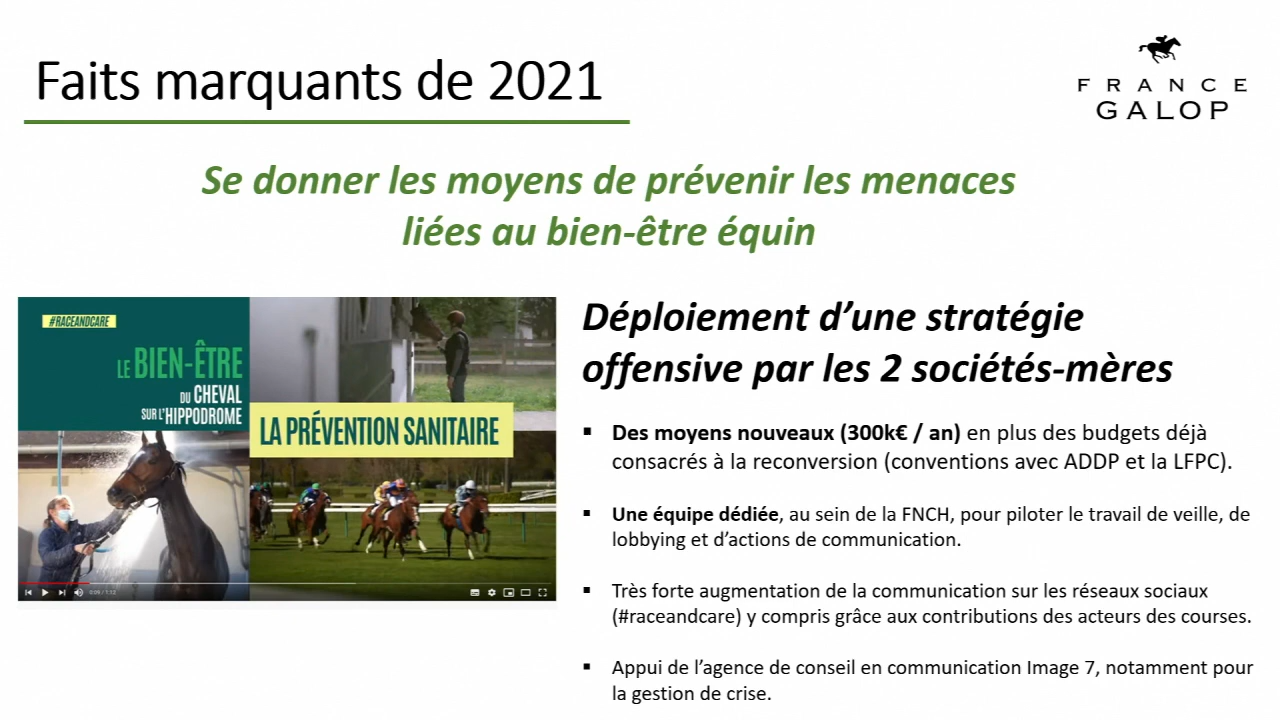 Faits marquants de 2021
FRANCE
GALOP
Se donner les moyens de prévenir les menaces
liées au bien-être équin
#RACEANDCARE
LE BIEN-ÊTRE
DU CHEVAL
SUR L'HIPPODROME
LA PRÉVENTION SANITAIRE
0:09 / 1:12
Déploiement d’une stratégie
offensive par les 2 sociétés-mères
▪ Des moyens nouveaux (300k€ / an) en plus des budgets déjà
consacrés à la reconversion (conventions avec ADDP et la LFPC).
▪ Une équipe dédiée, au sein de la FNCH, pour piloter le travail de veille, de
lobbying et d’actions de communication.
▪ Très forte augmentation de la communication sur les réseaux sociaux
(#raceandcare) y compris grâce aux contributions des acteurs des courses.
▪ Appui de l’agence de conseil en communication Image 7, notamment pour
la gestion de crise.